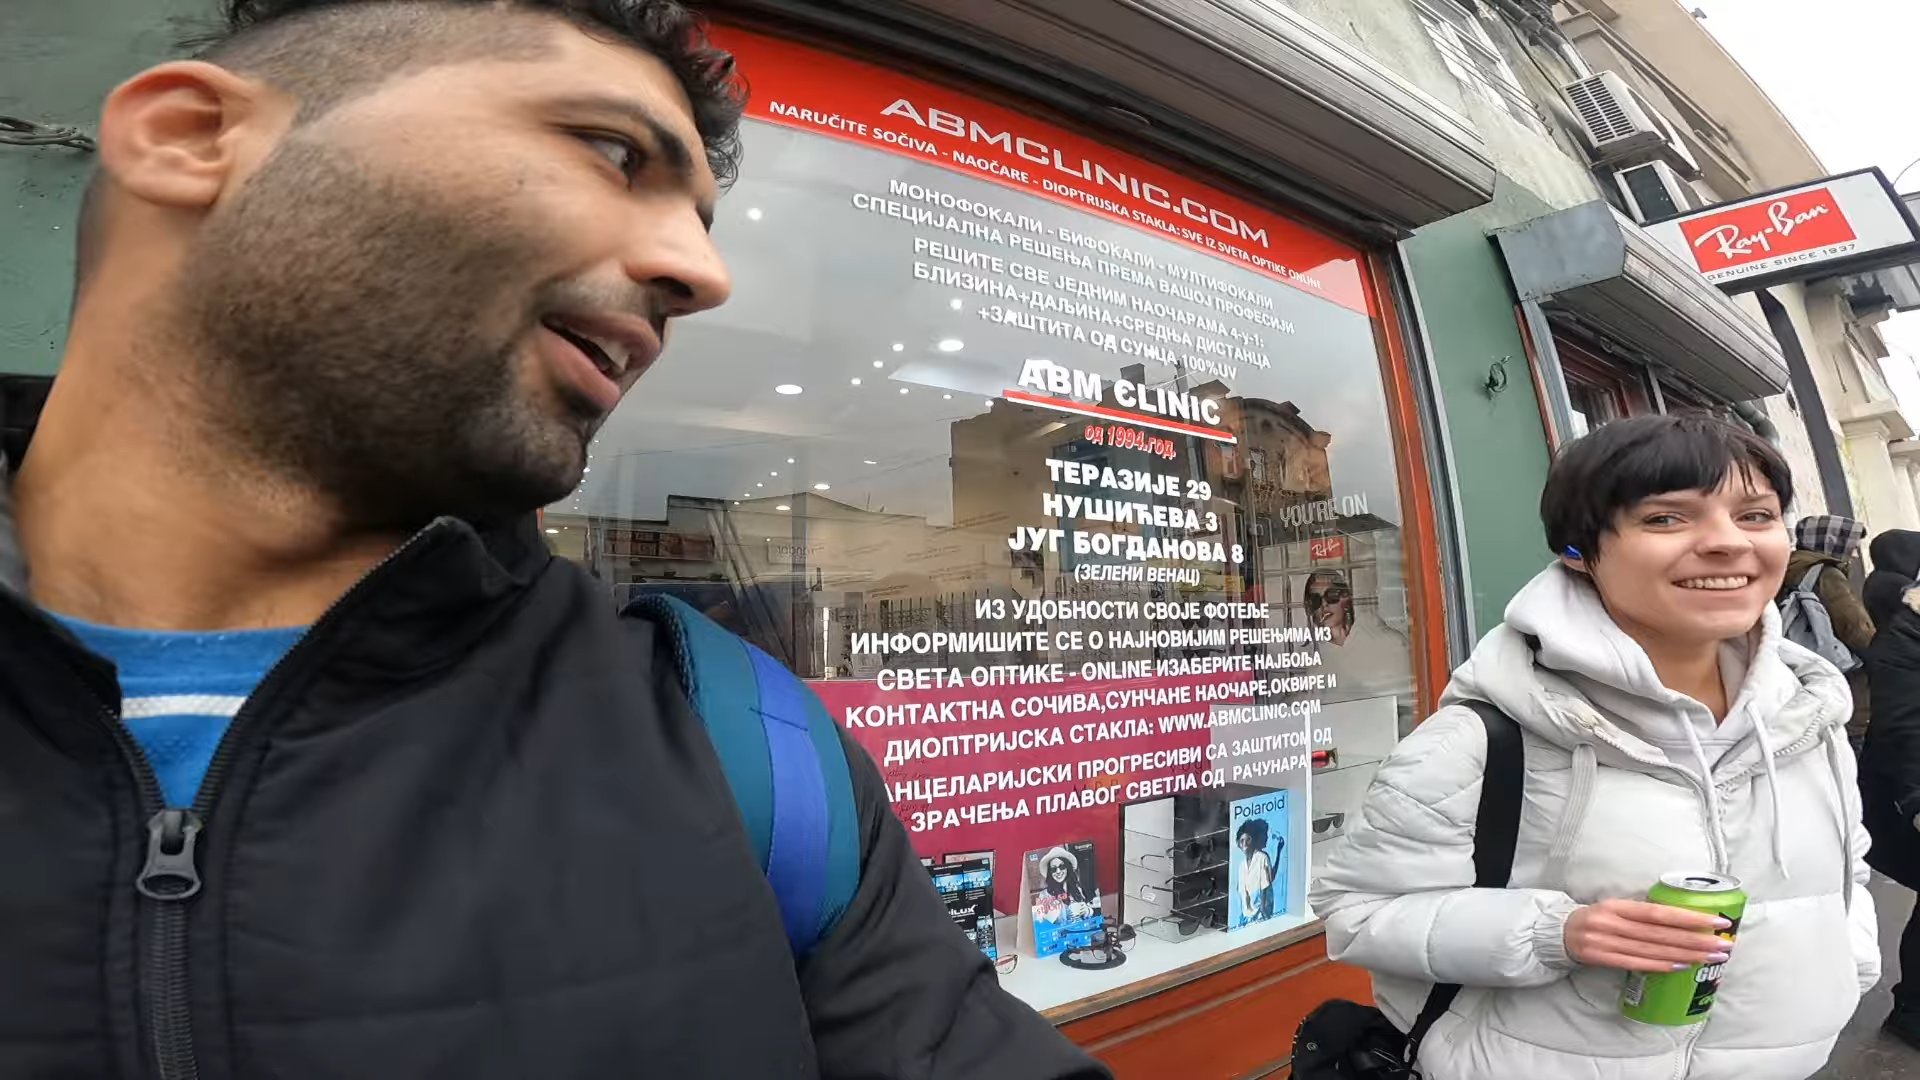 ABMCLINIC.COM
NARUČITE SOČIVA - NAOČARE - DIOPTRIJSKA STAKLA: SVE IZ SVETA OPTIKE ONLINE
МОНОФОКАЛИ - БИФОКАЛИ - МУЛТИФОКАЛИ
СПЕЦИЈАЛНА РЕШЕЊА ПРЕМА ВАШОЈ ПРОФЕСИЈИ
РЕШИТЕ СВЕ ЈЕДНИМ НАОЧАРАМА 4-у-1:
БЛИЗИНА+ДАЉИНА+СРЕДЊА ДИСТАНЦА
+ЗАШТИТА ОД СУНЦА 100%UV
ABM CLINIC
од 1994.год.
ТЕРАЗИЈЕ 29
НУШИЋЕВА 3
ЈУГ БОГДАНОВА 8
(ЗЕЛЕНИ ВЕНАЦ)
ИЗ УДОБНОСТИ СВОЈЕ ФОТЕЉЕ
ИНФОРМИШИТЕ СЕ О НАЈНОВИЈИМ РЕШЕЊИМА ИЗ
СВЕТА ОПТИКЕ - ONLINE ИЗАБЕРИТЕ НАЈБОЉА
КОНТАКТНА СОЧИВА,СУНЧАНЕ НАОЧАРЕ,ОКВИРЕ И
ДИОПТРИЈСКА СТАКЛА: WWW.ABMCLINIC.COM
АНЦЕЛАРИЈСКИ ПРОГРЕСИВИ СА ЗАШТИТОМ ОД
ЗРАЧЕЊА ПЛАВОГ СВЕТЛА ОД РАЧУНАРА
YOU'RE ON
Ray-Ban
Polaroid
Ray-Ban
GENUINE SINCE 1937